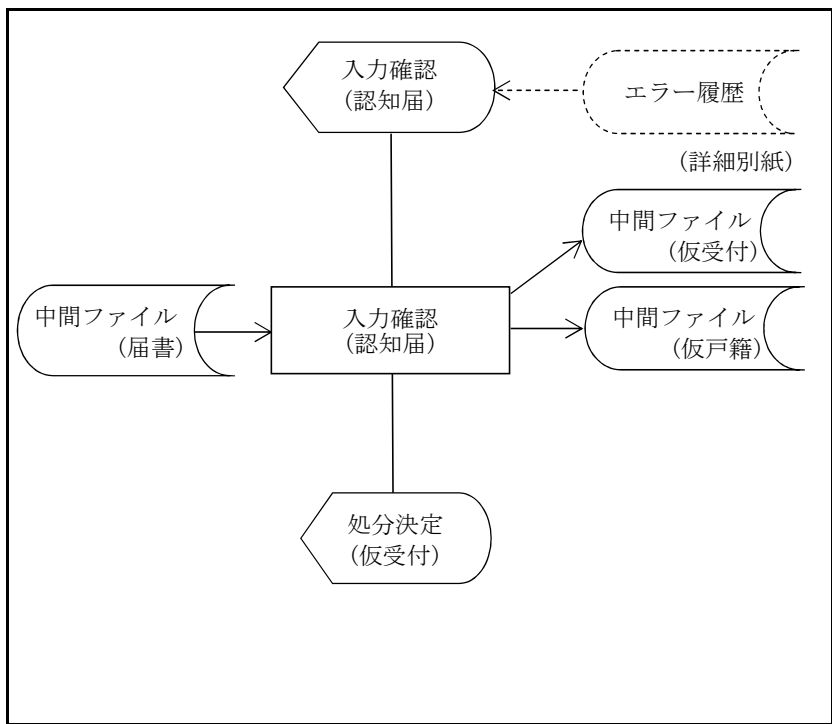 入力確認
(認知届)
エラー履歴
(詳細別紙)
中間ファイル
(仮受付)
中間ファイル
(届書)
入力確認
(認知届)
中間ファイル
(仮戸籍)
処分決定
(仮受付)